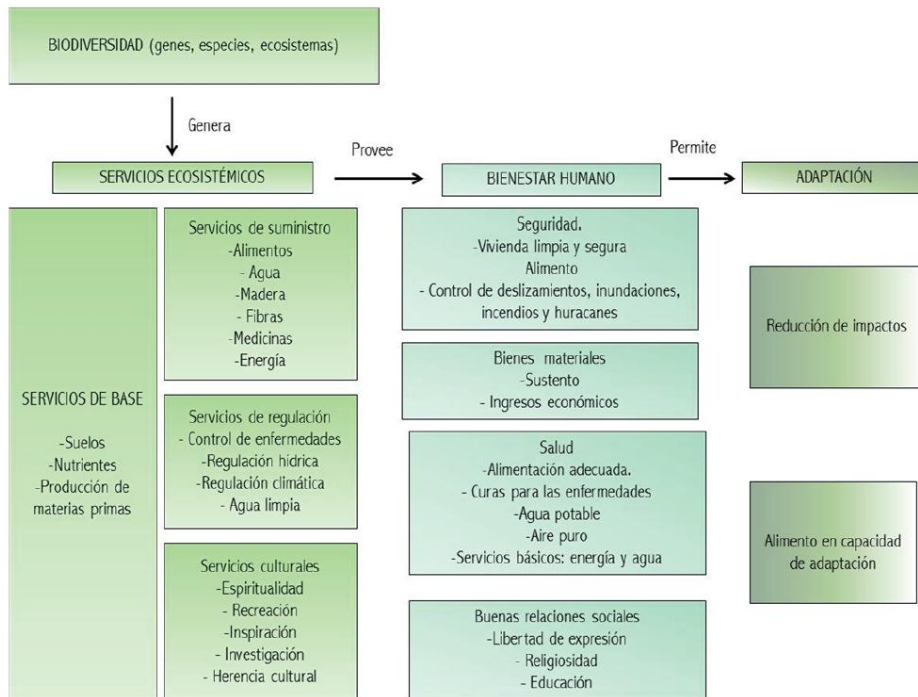 BIODIVERSIDAD (genes, especies, ecosistemas)
Genera
Provee
Permite
SERVICIOS ECOSISTÉMICOS
BIENESTAR HUMANO
ADAPTACIÓN
SERVICIOS DE BASE
-Suelos
-Nutrientes
-Producción de
materias primas
Servicios de suministro
-Alimentos
- Agua
-Madera
- Fibras
-Medicinas
-Energía
Servicios de regulación
- Control de enfermedades
-Regulación hídrica
-Regulación climática
- Agua limpia
Servicios culturales
-Espiritualidad
- Recreación
-Inspiración
-Investigación
- Herencia cultural
Seguridad.
-Vivienda limpia y segura
Alimento
- Control de deslizamientos, inundaciones,
incendios y huracanes
Bienes materiales
-Sustento
- Ingresos económicos
Salud
-Alimentación adecuada.
- Curas para las enfermedades
-Agua potable
- Aire puro
-Servicios básicos: energía y agua
Buenas relaciones sociales
-Libertad de expresión
- Religiosidad
- Educación
Reducción de impactos
Alimento en capacidad
de adaptación